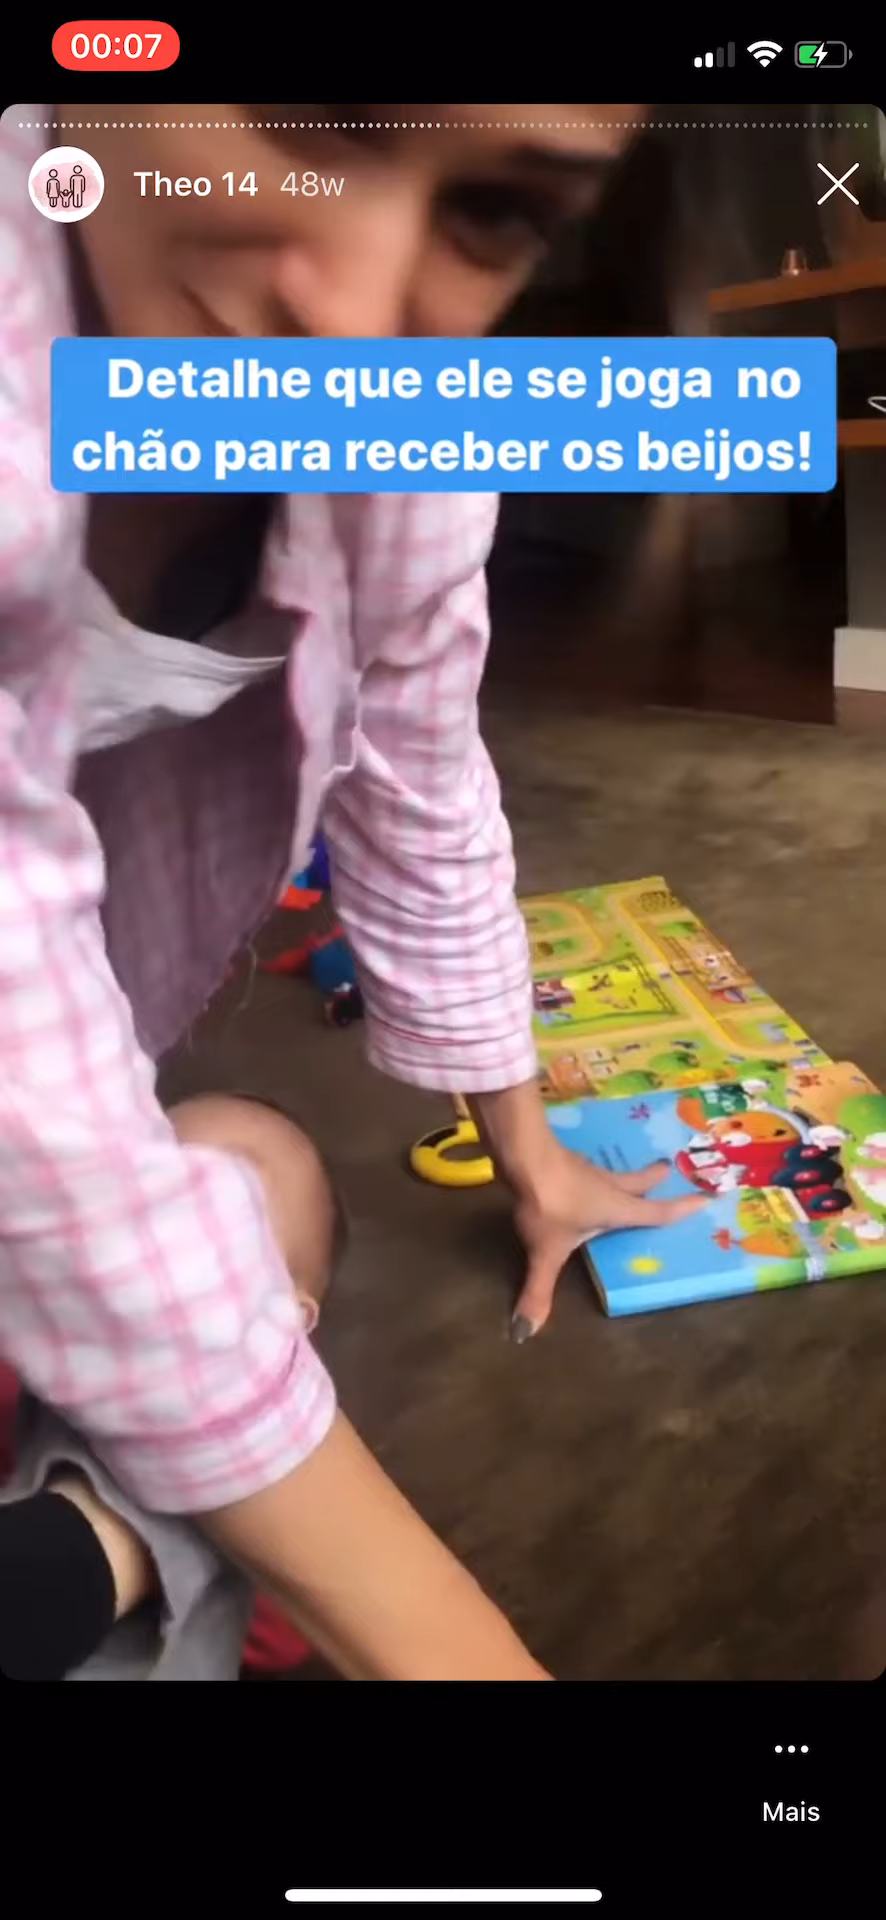 00:07
Theo 14 48w
Detalhe que ele se joga no
chão para receber os beijos!
Mais